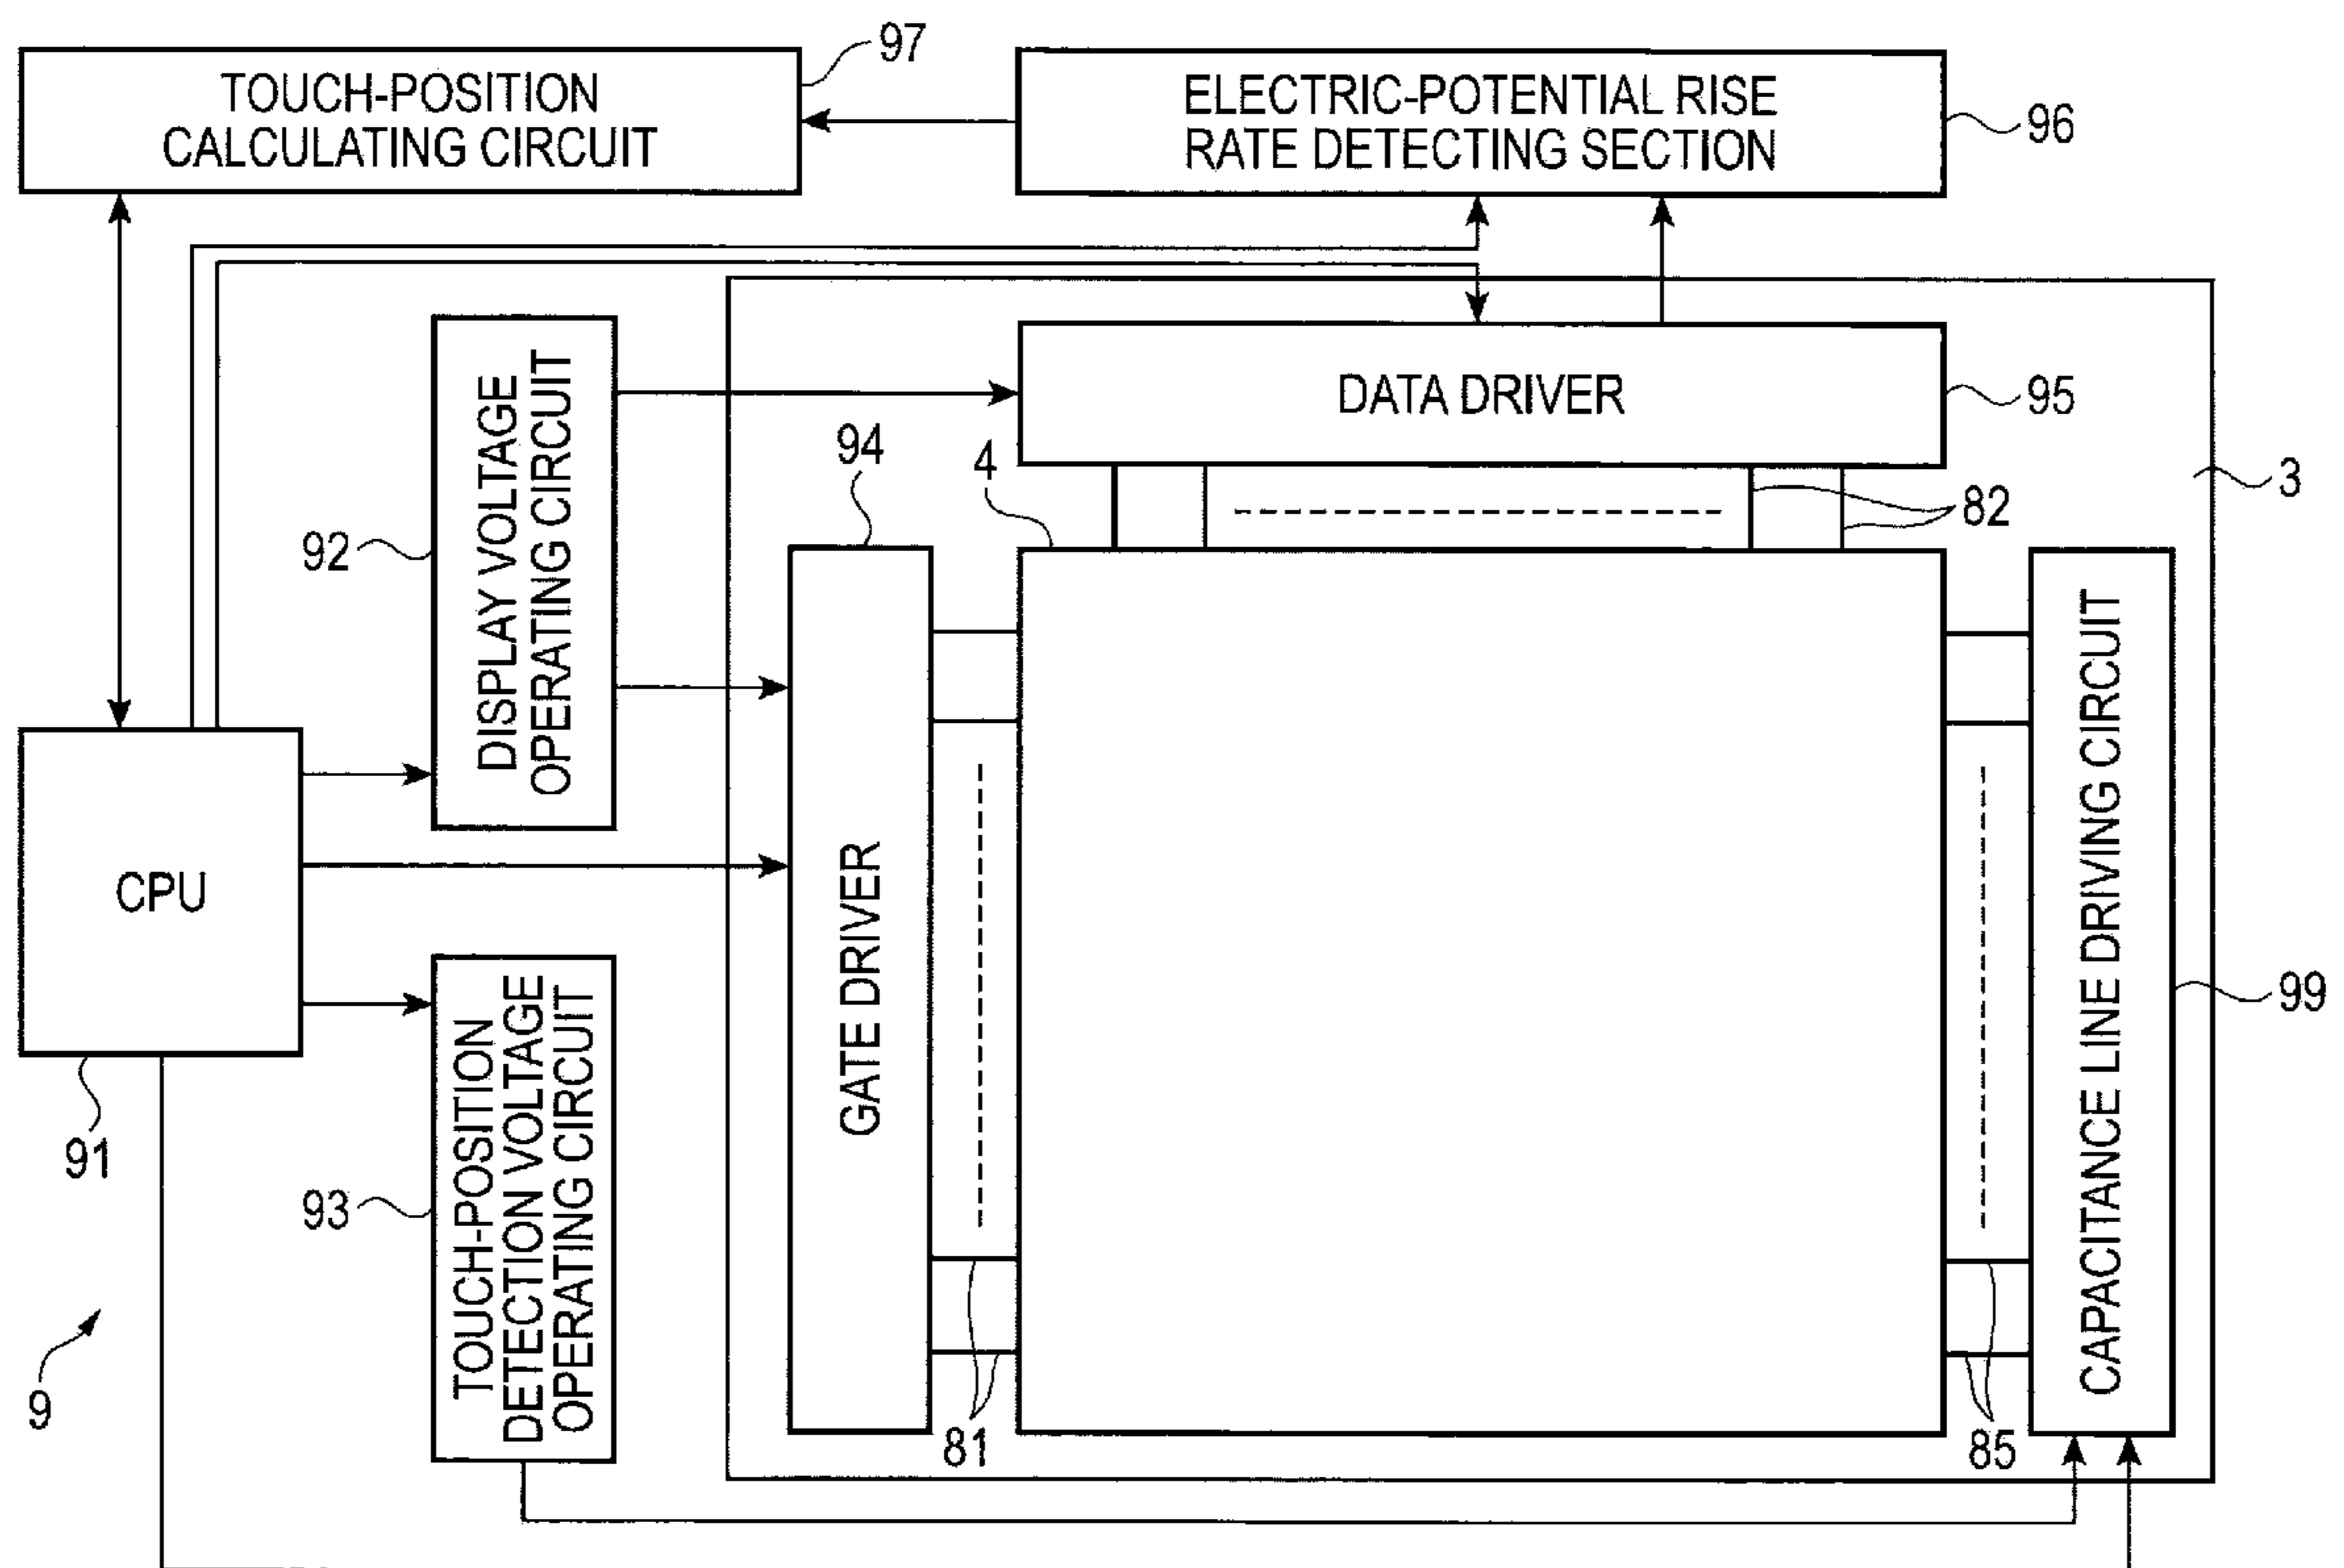 97
TOUCH-POSITION
CALCULATING CIRCUIT
ELECTRIC-POTENTIAL RISE
RATE DETECTING SECTION
96
DATA DRIVER
95
94
4
3
82
92
DISPLAY VOLTAGE
OPERATING CIRCUIT
CPU
91
GATE DRIVER
CAPACITANCE LINE DRIVING CIRCUIT
99
93
TOUCH-POSITION
DETECTION VOLTAGE
OPERATING CIRCUIT
9
81
85